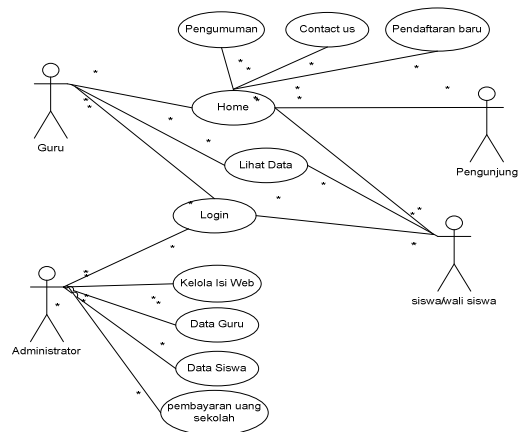 Pengumuman
Contact us
Pendaftaran baru
Home
Guru
Pengunjung
Lihat Data
Login
siswa/wali siswa
Kelola Isi Web
Administrator
Data Guru
Data Siswa
pembayaran uang
sekolah